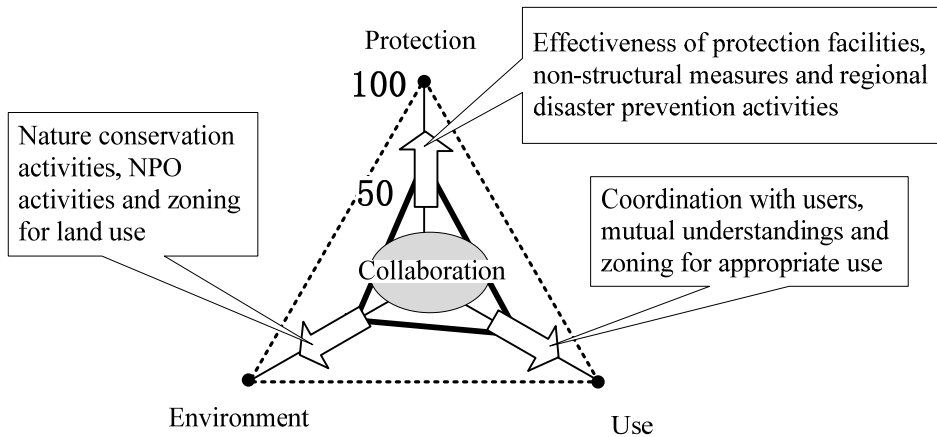 Protection
100
50
Effectiveness of protection facilities,
non-structural measures and regional
disaster prevention activities
Nature conservation
activities, NPO
activities and zoning
for land use
Coordination with users,
mutual understandings and
zoning for appropriate use
Collaboration
Environment
Use